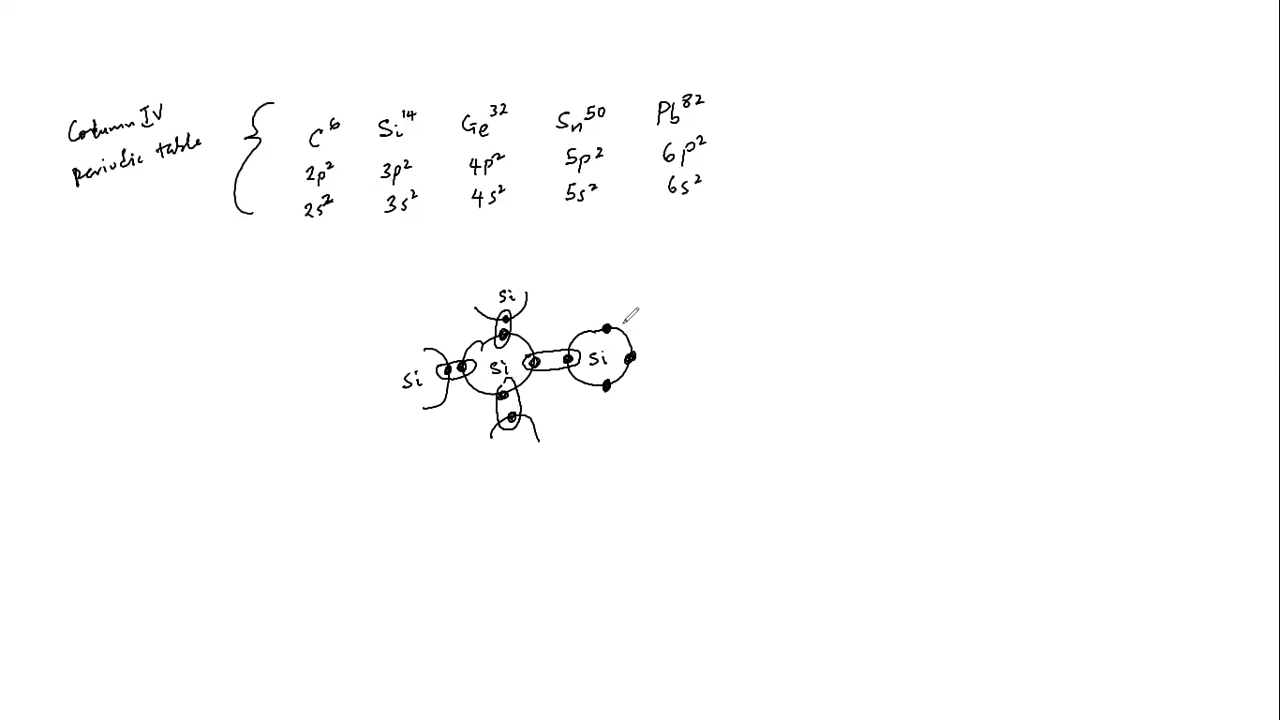 Column IV
periodic table
C⁶ Si¹⁴ Ge³² Sn⁵⁰ Pb⁸²
2p² 3p² 4p² 5p² 6p²
2s² 3s² 4s² 5s² 6s²
Si
Si Si Si